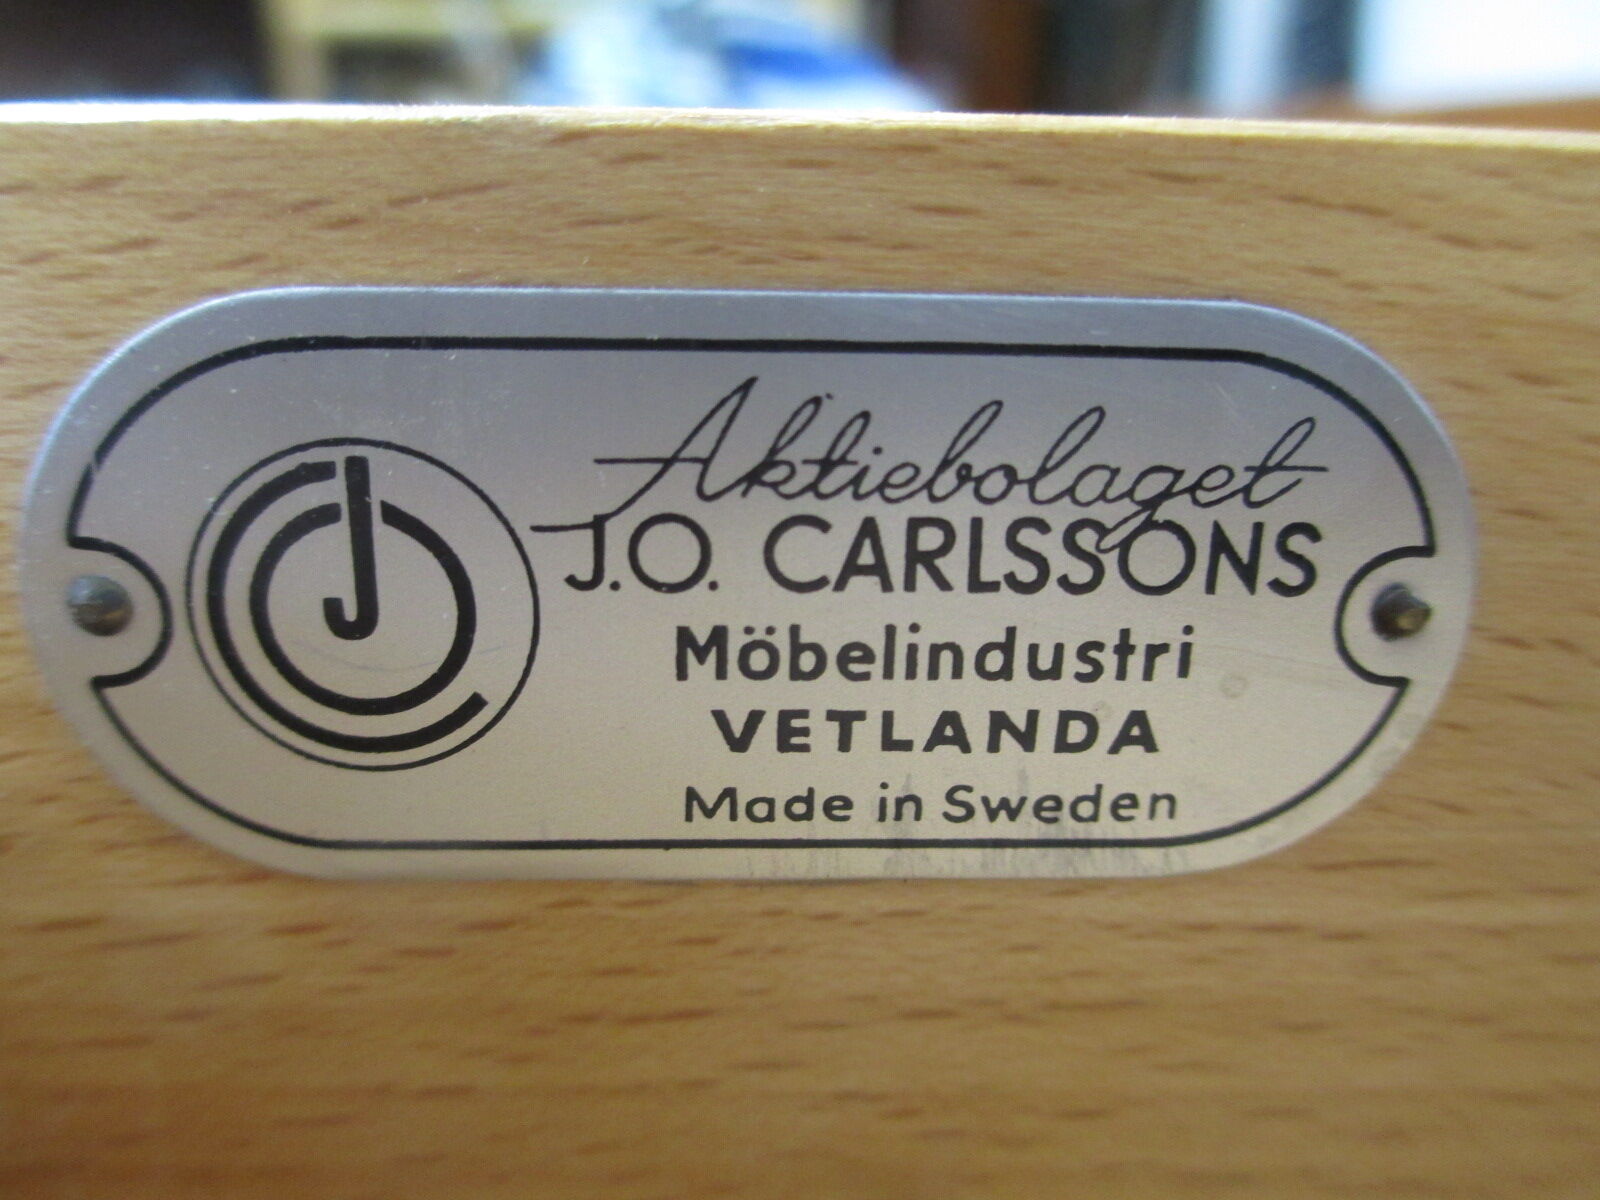 Aktiebolaget
J.O. CARLSSONS
Möbelindustri
VETLANDA
Made in Sweden